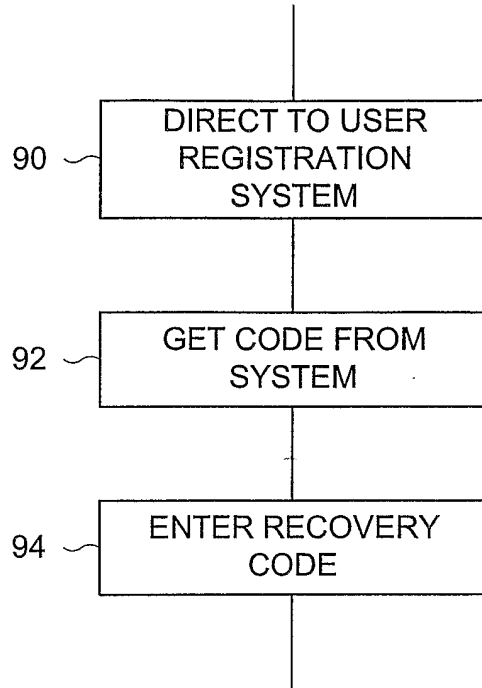 90
DIRECT TO USER
REGISTRATION
SYSTEM
92
GET CODE FROM
SYSTEM
94
ENTER RECOVERY
CODE